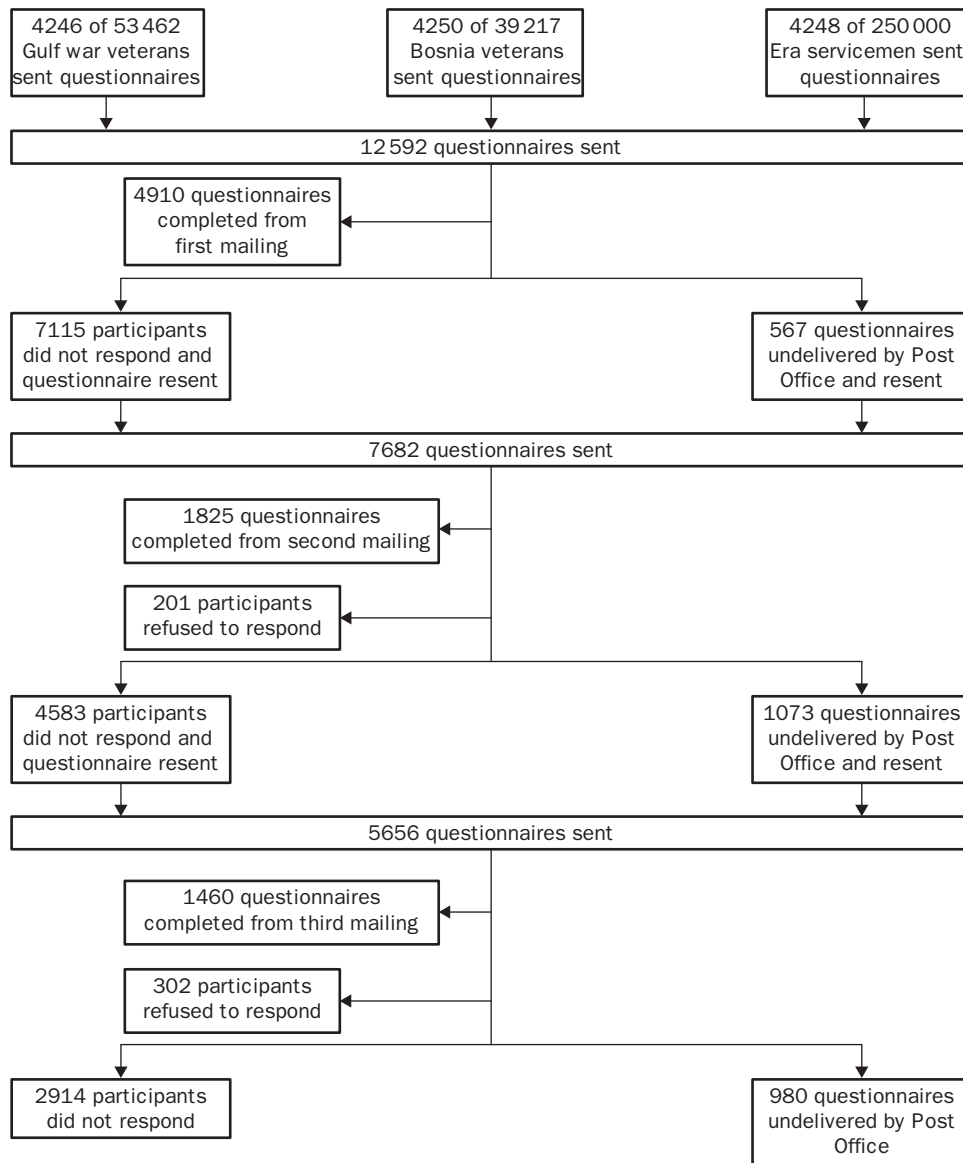 4246 of 53 462
Gulf war veterans
sent questionnaires
4250 of 39 217
Bosnia veterans
sent questionnaires
4248 of 250 000
Era servicemen sent
questionnaires
12 592 questionnaires sent
4910 questionnaires
completed from
first mailing
7115 participants
did not respond and
questionnaire resent
567 questionnaires
undelivered by Post
Office and resent
7682 questionnaires sent
1825 questionnaires
completed from second mailing
201 participants
refused to respond
4583 participants
did not respond and
questionnaire resent
1073 questionnaires
undelivered by Post
Office and resent
5656 questionnaires sent
1460 questionnaires
completed from third mailing
302 participants
refused to respond
2914 participants
did not respond
980 questionnaires
undelivered by Post
Office